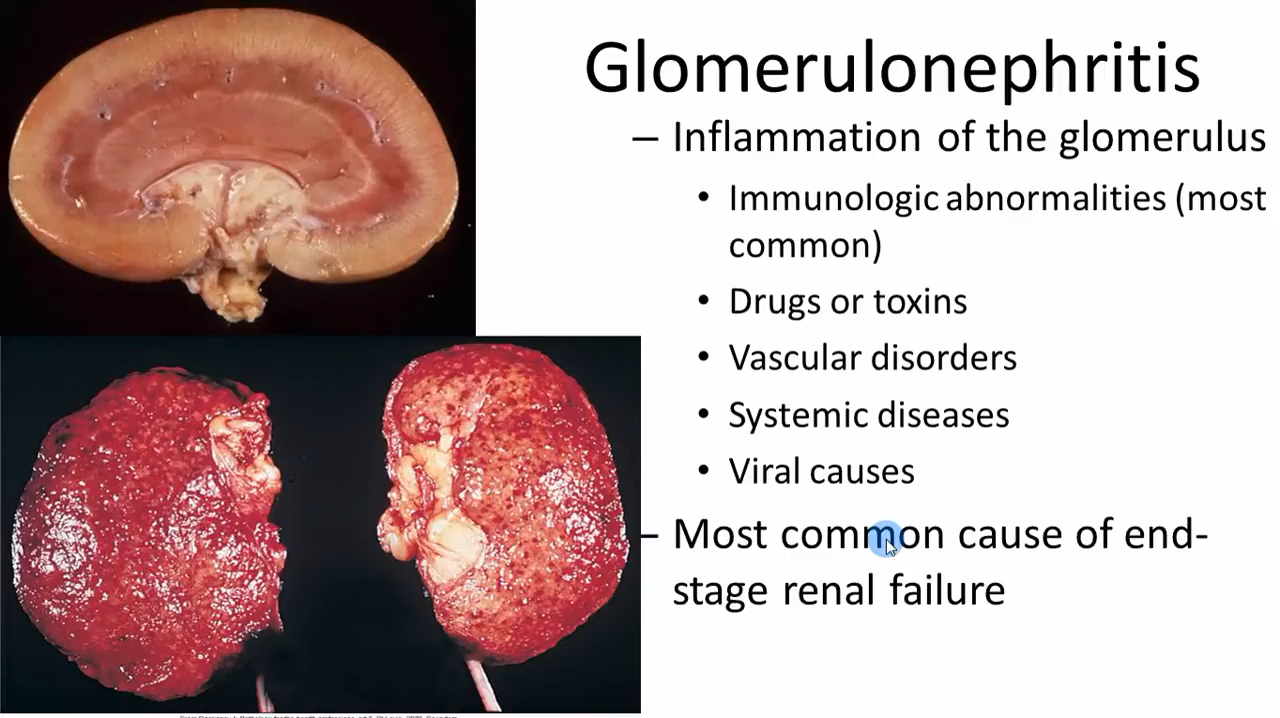 Glomerulonephritis
– Inflammation of the glomerulus
• Immunologic abnormalities (most
common)
• Drugs or toxins
• Vascular disorders
• Systemic diseases
• Viral causes
– Most common cause of end-
stage renal failure